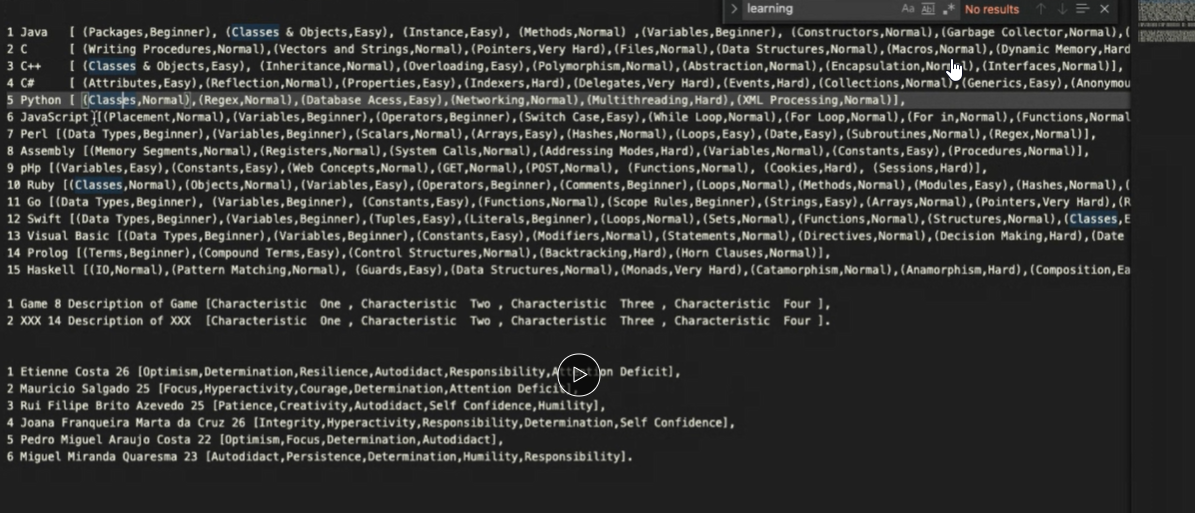 learning Aa Abl .* No results
1 Java [ (Packages,Beginner), (Classes & Objects,Easy), (Instance,Easy), (Methods,Normal) ,(Variables,Beginner), (Constructors,Normal),(Garbage Collector,Normal),(
2 C [ (Writing Procedures,Normal),(Vectors and Strings,Normal),(Pointers,Very Hard),(Files,Normal),(Data Structures,Normal),(Macros,Normal),(Dynamic Memory,Hard
3 C++ [ (Classes & Objects,Easy), (Inheritance,Normal),(Overloading,Easy),(Polymorphism,Normal),(Abstraction,Normal),(Encapsulation,Normal),(Interfaces,Normal)],
4 C# [ (Attributes,Easy),(Reflection,Normal),(Properties,Easy),(Indexers,Hard),(Delegates,Very Hard),(Events,Hard),(Collections,Normal),(Generics,Easy),(Anonymou
5 Python [ (Classes,Normal),(Regex,Normal),(Database Acess,Easy),(Networking,Normal),(Multithreading,Hard),(XML Processing,Normal)],
6 JavaScript [(Placement,Normal),(Variables,Beginner),(Operators,Beginner),(Switch Case,Easy),(While Loop,Normal),(For Loop,Normal),(For in,Normal),(Functions,Normal
7 Perl [(Data Types,Beginner),(Variables,Beginner),(Scalars,Normal),(Arrays,Easy),(Hashes,Normal),(Loops,Easy),(Date,Easy),(Subroutines,Normal),(Regex,Normal)],
8 Assembly [(Memory Segments,Normal),(Registers,Normal),(System Calls,Normal),(Addressing Modes,Hard),(Variables,Normal),(Constants,Easy),(Procedures,Normal)],
9 pHp [(Variables,Easy),(Constants,Easy),(Web Concepts,Normal),(GET,Normal),(POST,Normal), (Functions,Normal), (Cookies,Hard), (Sessions,Hard)],
10 Ruby [(Classes,Normal),(Objects,Normal),(Variables,Easy),(Operators,Beginner),(Comments,Beginner),(Loops,Normal),(Methods,Normal),(Modules,Easy),(Hashes,Normal),(
11 Go [(Data Types,Beginner), (Variables,Beginner), (Constants,Easy),(Functions,Normal),(Scope Rules,Beginner),(Strings,Easy),(Arrays,Normal),(Pointers,Very Hard),(R
12 Swift [(Data Types,Beginner),(Variables,Beginner),(Tuples,Easy),(Literals,Beginner),(Loops,Normal),(Sets,Normal),(Functions,Normal),(Structures,Normal),(Classes,E
13 Visual Basic [(Data Types,Beginner),(Variables,Beginner),(Constants,Easy),(Modifiers,Normal),(Statements,Normal),(Directives,Normal),(Decision Making,Hard),(Date
14 Prolog [(Terms,Beginner),(Compound Terms,Easy),(Control Structures,Normal),(Backtracking,Hard),(Horn Clauses,Normal)],
15 Haskell [(IO,Normal),(Pattern Matching,Normal), (Guards,Easy),(Data Structures,Normal),(Monads,Very Hard),(Catamorphism,Normal),(Anamorphism,Hard),(Composition,Ea
1 Game 8 Description of Game [Characteristic One , Characteristic Two , Characteristic Three , Characteristic Four ],
2 XXX 14 Description of XXX [Characteristic One , Characteristic Two , Characteristic Three , Characteristic Four ].
1 Etienne Costa 26 [Optimism,Determination,Resilience,Autodidact,Responsibility,Attention Deficit],
2 Mauricio Salgado 25 [Focus,Hyperactivity,Courage,Determination,Attention Deficit],
3 Rui Filipe Brito Azevedo 25 [Patience,Creativity,Autodidact,Self Confidence,Humility],
4 Joana Franqueira Marta da Cruz 26 [Integrity,Hyperactivity,Responsibility,Determination,Self Confidence],
5 Pedro Miguel Araujo Costa 22 [Optimism,Focus,Determination,Autodidact],
6 Miguel Miranda Quaresma 23 [Autodidact,Persistence,Determination,Humility,Responsibility].